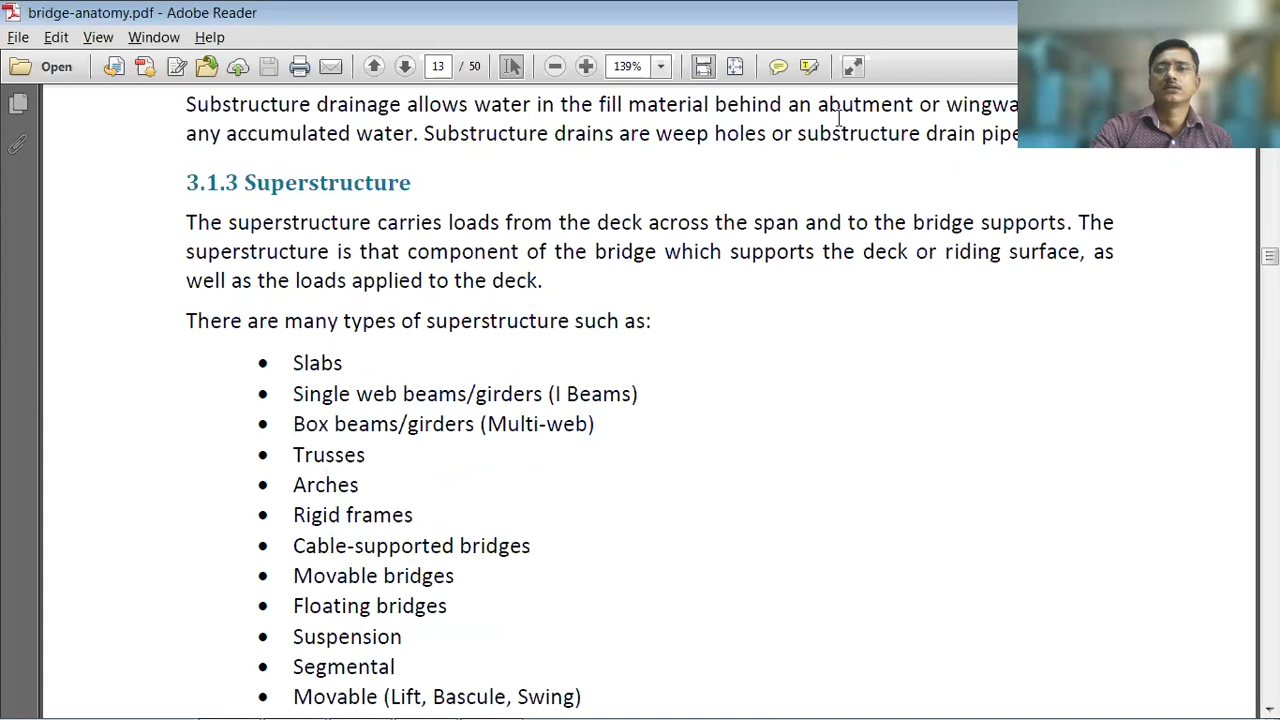 bridge-anatomy.pdf - Adobe Reader
File Edit View Window Help
Open 13 / 50 139%
Substructure drainage allows water in the fill material behind an abutment or
any accumulated water. Substructure drains are weep holes or substructure drain
3.1.3 Superstructure
The superstructure carries loads from the deck across the span and to the bridge supports. The
superstructure is that component of the bridge which supports the deck or riding surface, as
well as the loads applied to the deck.
There are many types of superstructure such as:
• Slabs
• Single web beams/girders (I Beams)
• Box beams/girders (Multi-web)
• Trusses
• Arches
• Rigid frames
• Cable-supported bridges
• Movable bridges
• Floating bridges
• Suspension
• Segmental
• Movable (Lift, Bascule, Swing)